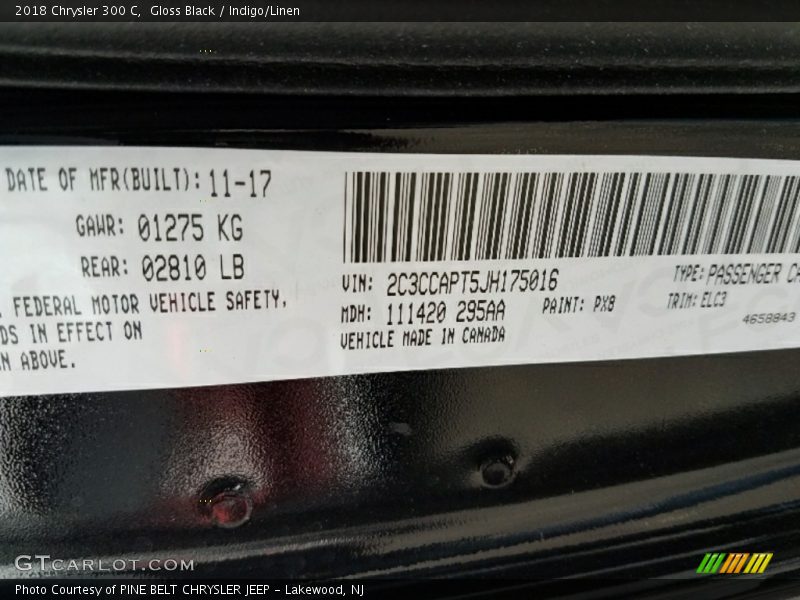 2018 Chrysler 300 C, Gloss Black / Indigo/Linen
DATE OF MFR(BUILT): 11-17
GAWR: 01275 KG
REAR: 02810 LB
FEDERAL MOTOR VEHICLE SAFETY.
DS IN EFFECT ON
N ABOVE.
VIN: 2C3CCAPT5JH175016
TYPE: PASSENGER CA
MDH: 111420 295AA
PAINT: PX8
TRIM: ELC3
VEHICLE MADE IN CANADA
4658843
GTCARLOT.COM
Photo Courtesy of PINE BELT CHRYSLER JEEP - Lakewood, NJ